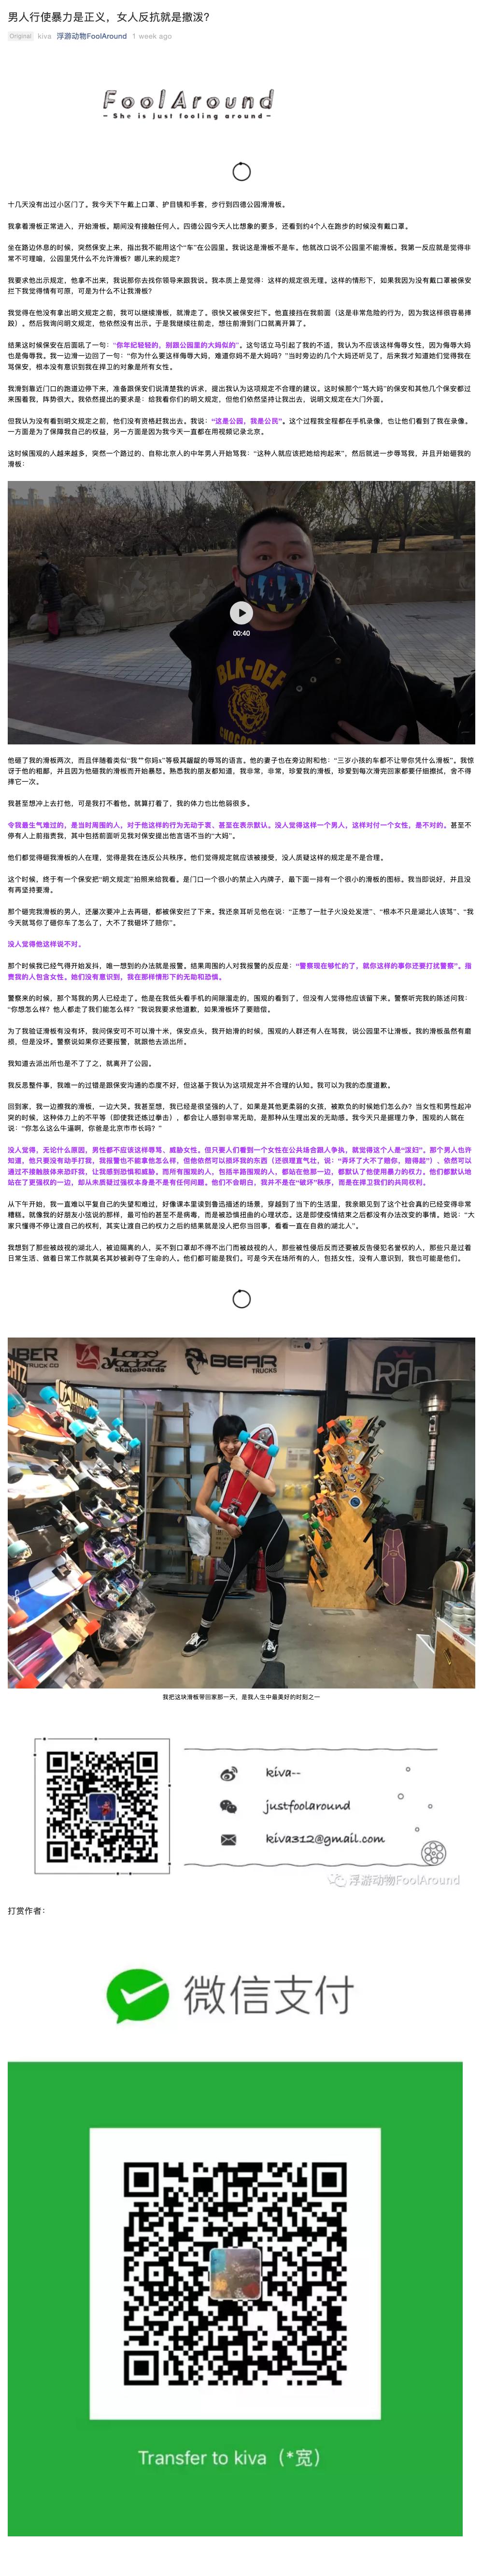 男人行使暴力是正义，女人反抗就是撒泼？
Original kiva 浮游动物FoolAround 1 week ago
FoolAround
- She is just fooling around -
十几天没有出过小区门了。我今天下午戴上口罩、护目镜和手套，步行到四德公园滑滑板。
我拿着滑板正常进入，开始滑板。期间没有接触任何人。四德公园今天人比想象的要多，还看到约4个人在跑步的时候没有戴口罩。
坐在路边休息的时候，突然保安上来，指出我不能用这个“车”在公园里。我说这是滑板不是车。他就改口说不公园里不能滑板。我第一反应就是觉得非
常不可理喻，公园里凭什么不允许滑板？哪儿来的规定？
我要求他出示规定，他拿不出来，我说那你去找你领导来跟我说。我本质上是觉得：这样的规定很无理。这样的情形下，如果我因为没有戴口罩被保安
拦下我觉得情有可原，可是为什么不让我滑板？
我觉得在他没有拿出明文规定之前，我可以继续滑板，就滑走了。很快又被保安拦下。他直接挡在我前面（这是非常危险的行为，因为我这样很容易摔
跤）。然后我询问明文规定，他依然没有出示。于是我继续往前走，想往前滑到门口就离开算了。
结果这时候保安在后面吼了一句：“你年纪轻轻的，别跟公园里的大妈似的”。这句话立马引起了我的不适，我认为不应该这样侮辱女性，因为侮辱大妈
也是侮辱我。我一边滑一边回了一句：“你为什么要这样侮辱大妈，难道你妈不是大妈吗？”当时旁边的几个大妈还听见了，后来我才知道她们觉得我在
骂保安，根本没有意识到我在捍卫的对象是所有女性。
我滑到靠近门口的跑道边停下来，准备跟保安们说清楚我的诉求，提出我认为这项规定不合理的建议。这时候那个“骂大妈”的保安和其他几个保安都过
来围着我，阵势很大。我依然提出的要求是：给我看你们的明文规定，但他们依然坚持让我出去，说明文规定在大门外面。
但我认为没有看到明文规定之前，他们没有资格赶我出去。我说：“这是公园，我是公民”。这个过程我全程都在手机录像，也让他们看到了我在录像。
一方面是为了保障我自己的权益，另一方面是因为我今天一直都在用视频记录北京。
这时候围观的人越来越多，突然一个路过的、自称北京人的中年男人开始骂我：“这种人就应该把她给拘起来”，然后就进一步辱骂我，并且开始砸我的
滑板：
BLK-DEF
00:40
他砸了我的滑板两次，而且伴随着类似“我艹你妈x”等极其龌龊的辱骂的语言。他的妻子也在旁边附和他：“三岁小孩的车都不让带你凭什么滑板”。我惊
讶于他的粗鄙，并且因为他砸我的滑板而开始暴怒。熟悉我的朋友都知道，我非常，非常，珍爱我的滑板，珍爱到每次滑完回家都要仔细擦拭，舍不得
摔它一次。
我甚至想冲上去打他，可是我打不着他。就算打着了，我的体力也比他弱很多。
令我最生气难过的，是当时周围的人，对于他这样的行为无动于衷、甚至在表示默认。没人觉得这样一个男人，这样对付一个女性，是不对的。甚至不
停有人上前指责我，其中包括前面听见我对保安提出他言语不当的“大妈”。
他们都觉得砸我滑板的人在理，觉得是我在违反公共秩序。他们觉得规定就应该被接受，没人质疑这样的规定是不是合理。
这个时候，终于有一个保安把“明文规定”拍照来给我看。是门口一个很小的禁止入内牌子，最下面一排有一个很小的滑板的图标。我当即说好，并且没
有再坚持要滑。
那个砸完我滑板的男人，还屡次要冲上去再砸，都被保安拦了下来。我还亲耳听见他在说：“正憋了一肚子火没处发泄”、“根本不只是湖北人该骂”、“我
今天就骂你了砸你车了怎么了，大不了我砸坏了赔你”。
没人觉得他这样说不对。
那个时候我已经气得开始发抖，唯一想到的办法就是报警。结果周围的人对我报警的反应是：“警察现在够忙的了，就你这样的事你还要打扰警察”。指
责我的人包含女性。她们没有意识到，我在那样情形下的无助和恐慌。
警察来的时候，那个骂我的男人已经走了。他是在我低头看手机的间隙溜走的，围观的看到了，但没有人觉得他应该留下来。警察听完我的陈述问我：
“你想怎么样？他人都走了我们能怎么样？”我说我要求他道歉，如果滑板坏了要赔偿。
为了我验证滑板有没有坏，我问保安可不可以滑十米，保安点头，我开始滑的时候，围观的人群还有人在骂我，说公园里不让滑板。我的滑板虽然有磨
损，但是没坏。警察说如果你还要报警，就跟他去派出所。
我知道去派出所也是不了了之，就离开了公园。
我反思整件事，我唯一的过错是跟保安沟通的态度不好，但这基于我认为这项规定并不合理的认知。我可以为我的态度道歉。
回到家，我一边擦我的滑板，一边大哭。我甚至想，我已经是很坚强的人了，如果是其他更柔弱的女孩，被欺负的时候她们怎么办？当女性和男性起冲
突的时候，这种体力上的不平等（即使我还练过拳击），都会让人感到非常无助，是那种从生理出发的无助感。我今天只是据理力争，围观的人就在
说：“你怎么这么牛逼啊，你爸是北京市市长吗？”
没人觉得，无论什么原因，男性都不应该这样辱骂、威胁女性。但只要人们看到一个女性在公共场合跟人争执，就觉得这个人是“泼妇”。那个男人也许
知道，他只要没有动手打我，我报警也不能拿他怎么样，但他依然可以损坏我的东西（还很理直气壮，说：“弄坏了大不了赔你，赔得起”）、依然可以
通过不接触肢体来恐吓我，让我感到恐惧和威胁。而所有围观的人，包括半路围观的人，都站在他那一边，都默认了他使用暴力的权力。他们都默认地
站在了更强权的一边，却从未质疑过强权本身是不是有任何问题。他们不会明白，我并不是在“破坏”秩序，而是在捍卫我们的共同权利。
从下午开始，我一直难以平复自己的失望和难过，好像课本里读到鲁迅描述的场景，穿越到了当下的生活里，我亲眼见到了这个社会真的已经变得非常
糟糕。就像我的好朋友小恬说的那样，最可怕的甚至不是病毒，而是被恐慌扭曲的心理状态。这是即使疫情结束之后都没有办法改变的事情。她说：“大
家只懂得不停让渡自己的权利，其实让渡自己的权力之后的结果就是没人把你当回事，看着一直在自救的湖北人”。
我想到了那些被歧视的湖北人，被迫隔离的人，买不到口罩却不得不出门而被歧视的人，那些被性侵后反而还要被反告侵犯名誉权的人，那些只是过着
日常生活、做着日常工作就莫名其妙被剥夺了生命的人。他们都可能是我们，可是今天在场所有的人，包括女性，没有人意识到，我也可能是他们。
BEAR
TRUCKS
我把这块滑板带回家那一天，是我人生中最美好的时刻之一
kiva--
justfoolaround
kiva312@gmail.com
浮游动物FoolAround
打赏作者：
微信支付
Transfer to kiva（*宽）